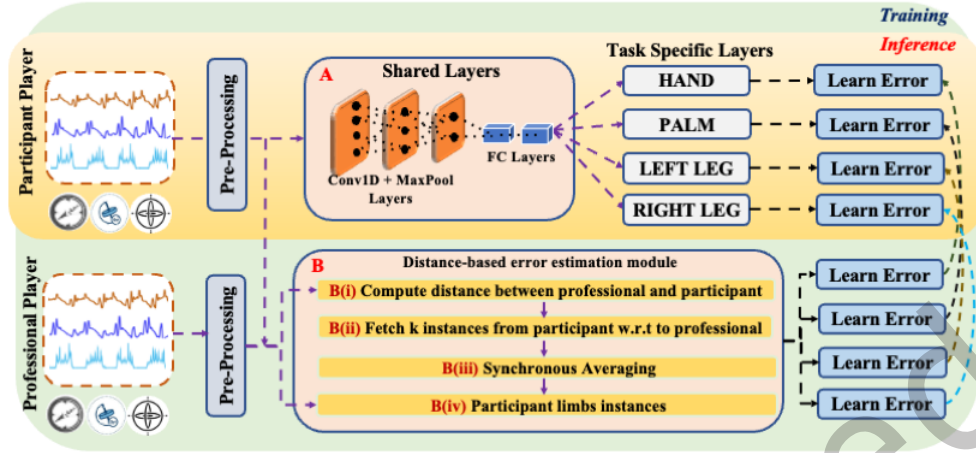 Training
Inference
Participant Player
Pre-Processing
A
Shared Layers
Conv1D + MaxPool
Layers
FC Layers
Task Specific Layers
HAND
PALM
LEFT LEG
RIGHT LEG
Learn Error
Learn Error
Learn Error
Learn Error
Professional Player
Pre-Processing
B
Distance-based error estimation module
B(i) Compute distance between professional and participant
B(ii) Fetch k instances from participant w.r.t to professional
B(iii) Synchronous Averaging
B(iv) Participant limbs instances
Learn Error
Learn Error
Learn Error
Learn Error